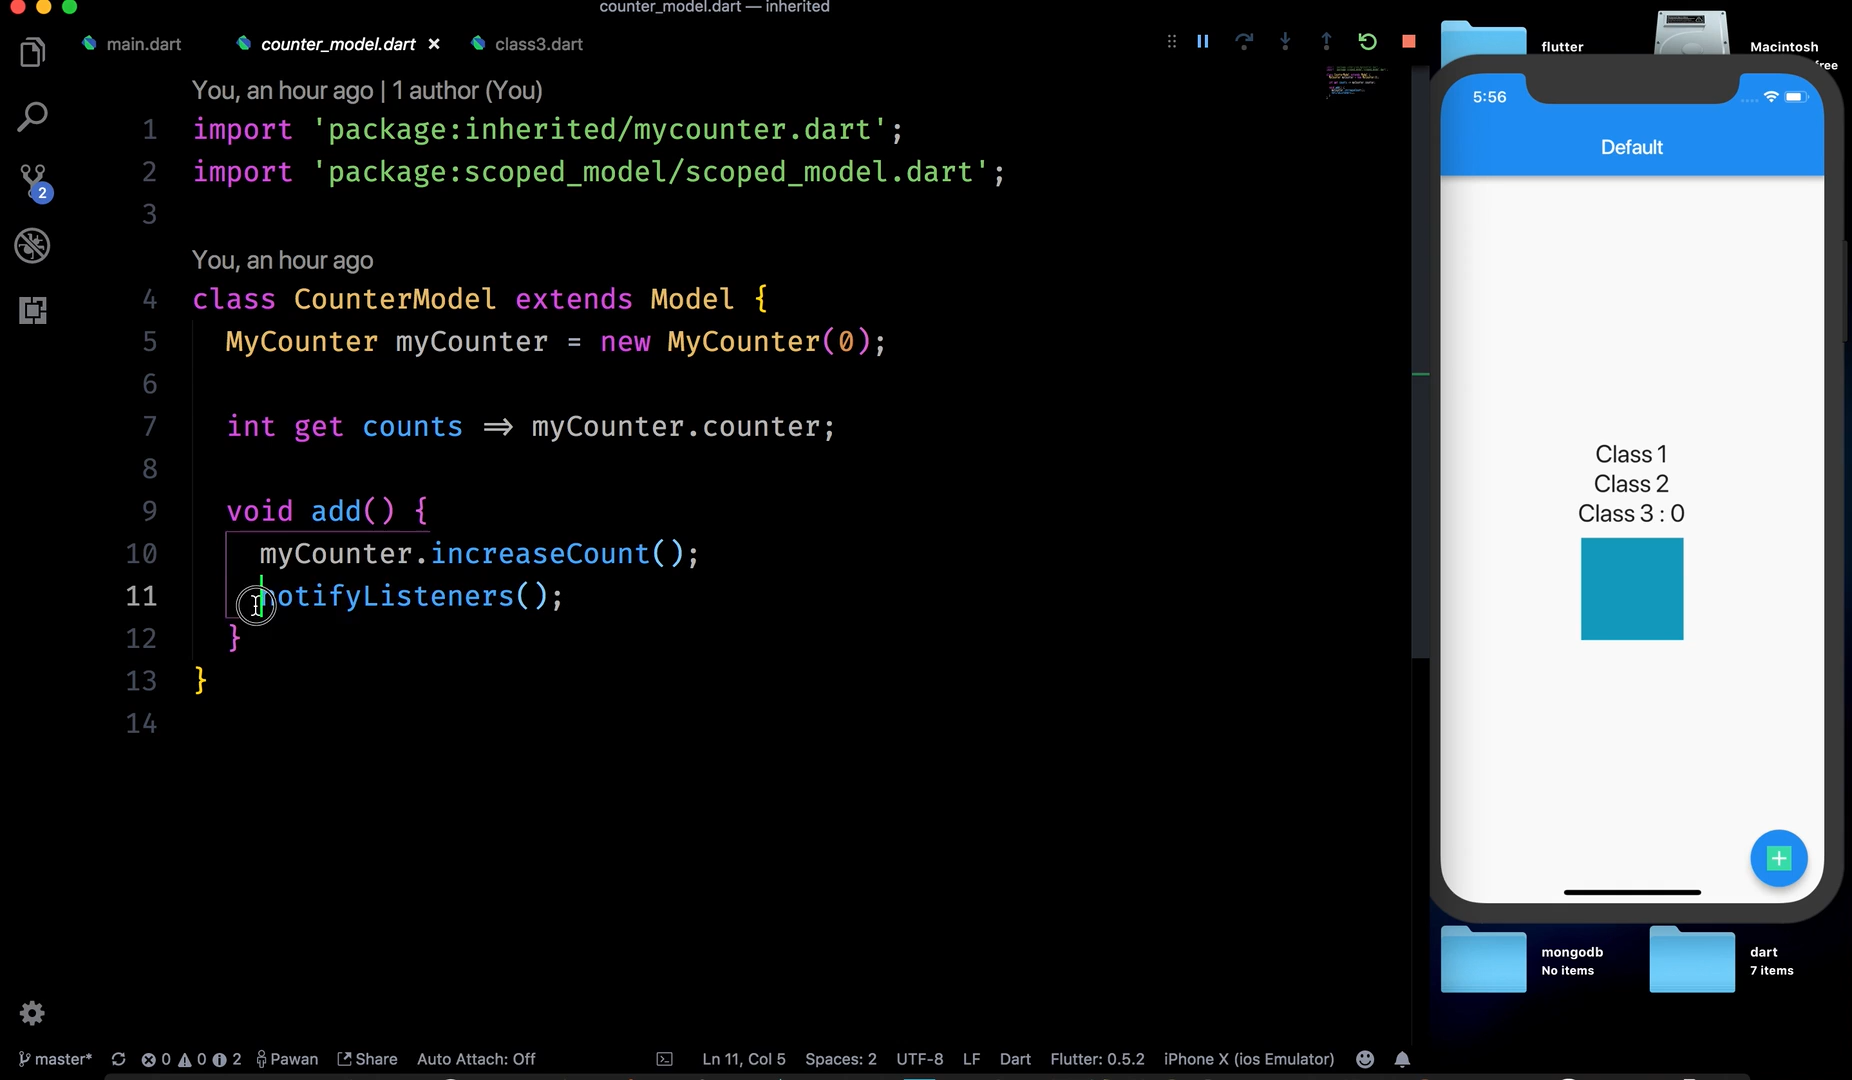 counter_model.dart — inherited
main.dart
counter_model.dart ×
class3.dart
You, an hour ago | 1 author (You)
1 import 'package:inherited/mycounter.dart';
2 import 'package:scoped_model/scoped_model.dart';
3
You, an hour ago
4 class CounterModel extends Model {
5 MyCounter myCounter = new MyCounter(0);
6
7 int get counts => myCounter.counter;
8
9 void add() {
10 myCounter.increaseCount();
11 notifyListeners();
12 }
13 }
14
2
master* 0 0 2 Pawan Share Auto Attach: Off Ln 11, Col 5 Spaces: 2 UTF-8 LF Dart Flutter: 0.5.2 iPhone X (ios Emulator)
flutter
Macintosh
free
5:56
Default
Class 1
Class 2
Class 3 : 0
+
mongodb
No items
dart
7 items